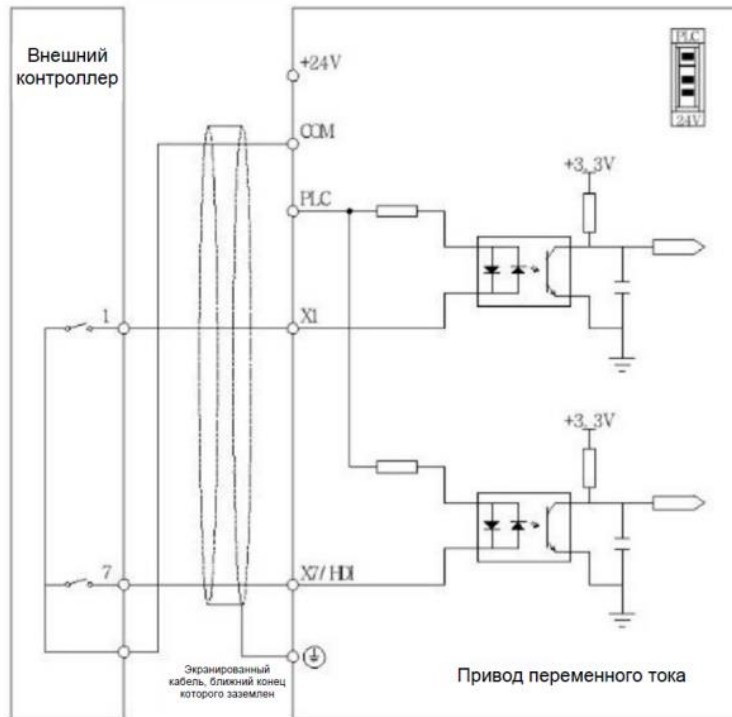 Внешний
контроллер
+24V
PLC
24V
COM
+3.3V
PLC
1
X1
+3.3V
7
X7/HDI
Экранированный
кабель, ближний конец
которого заземлен
Привод переменного тока